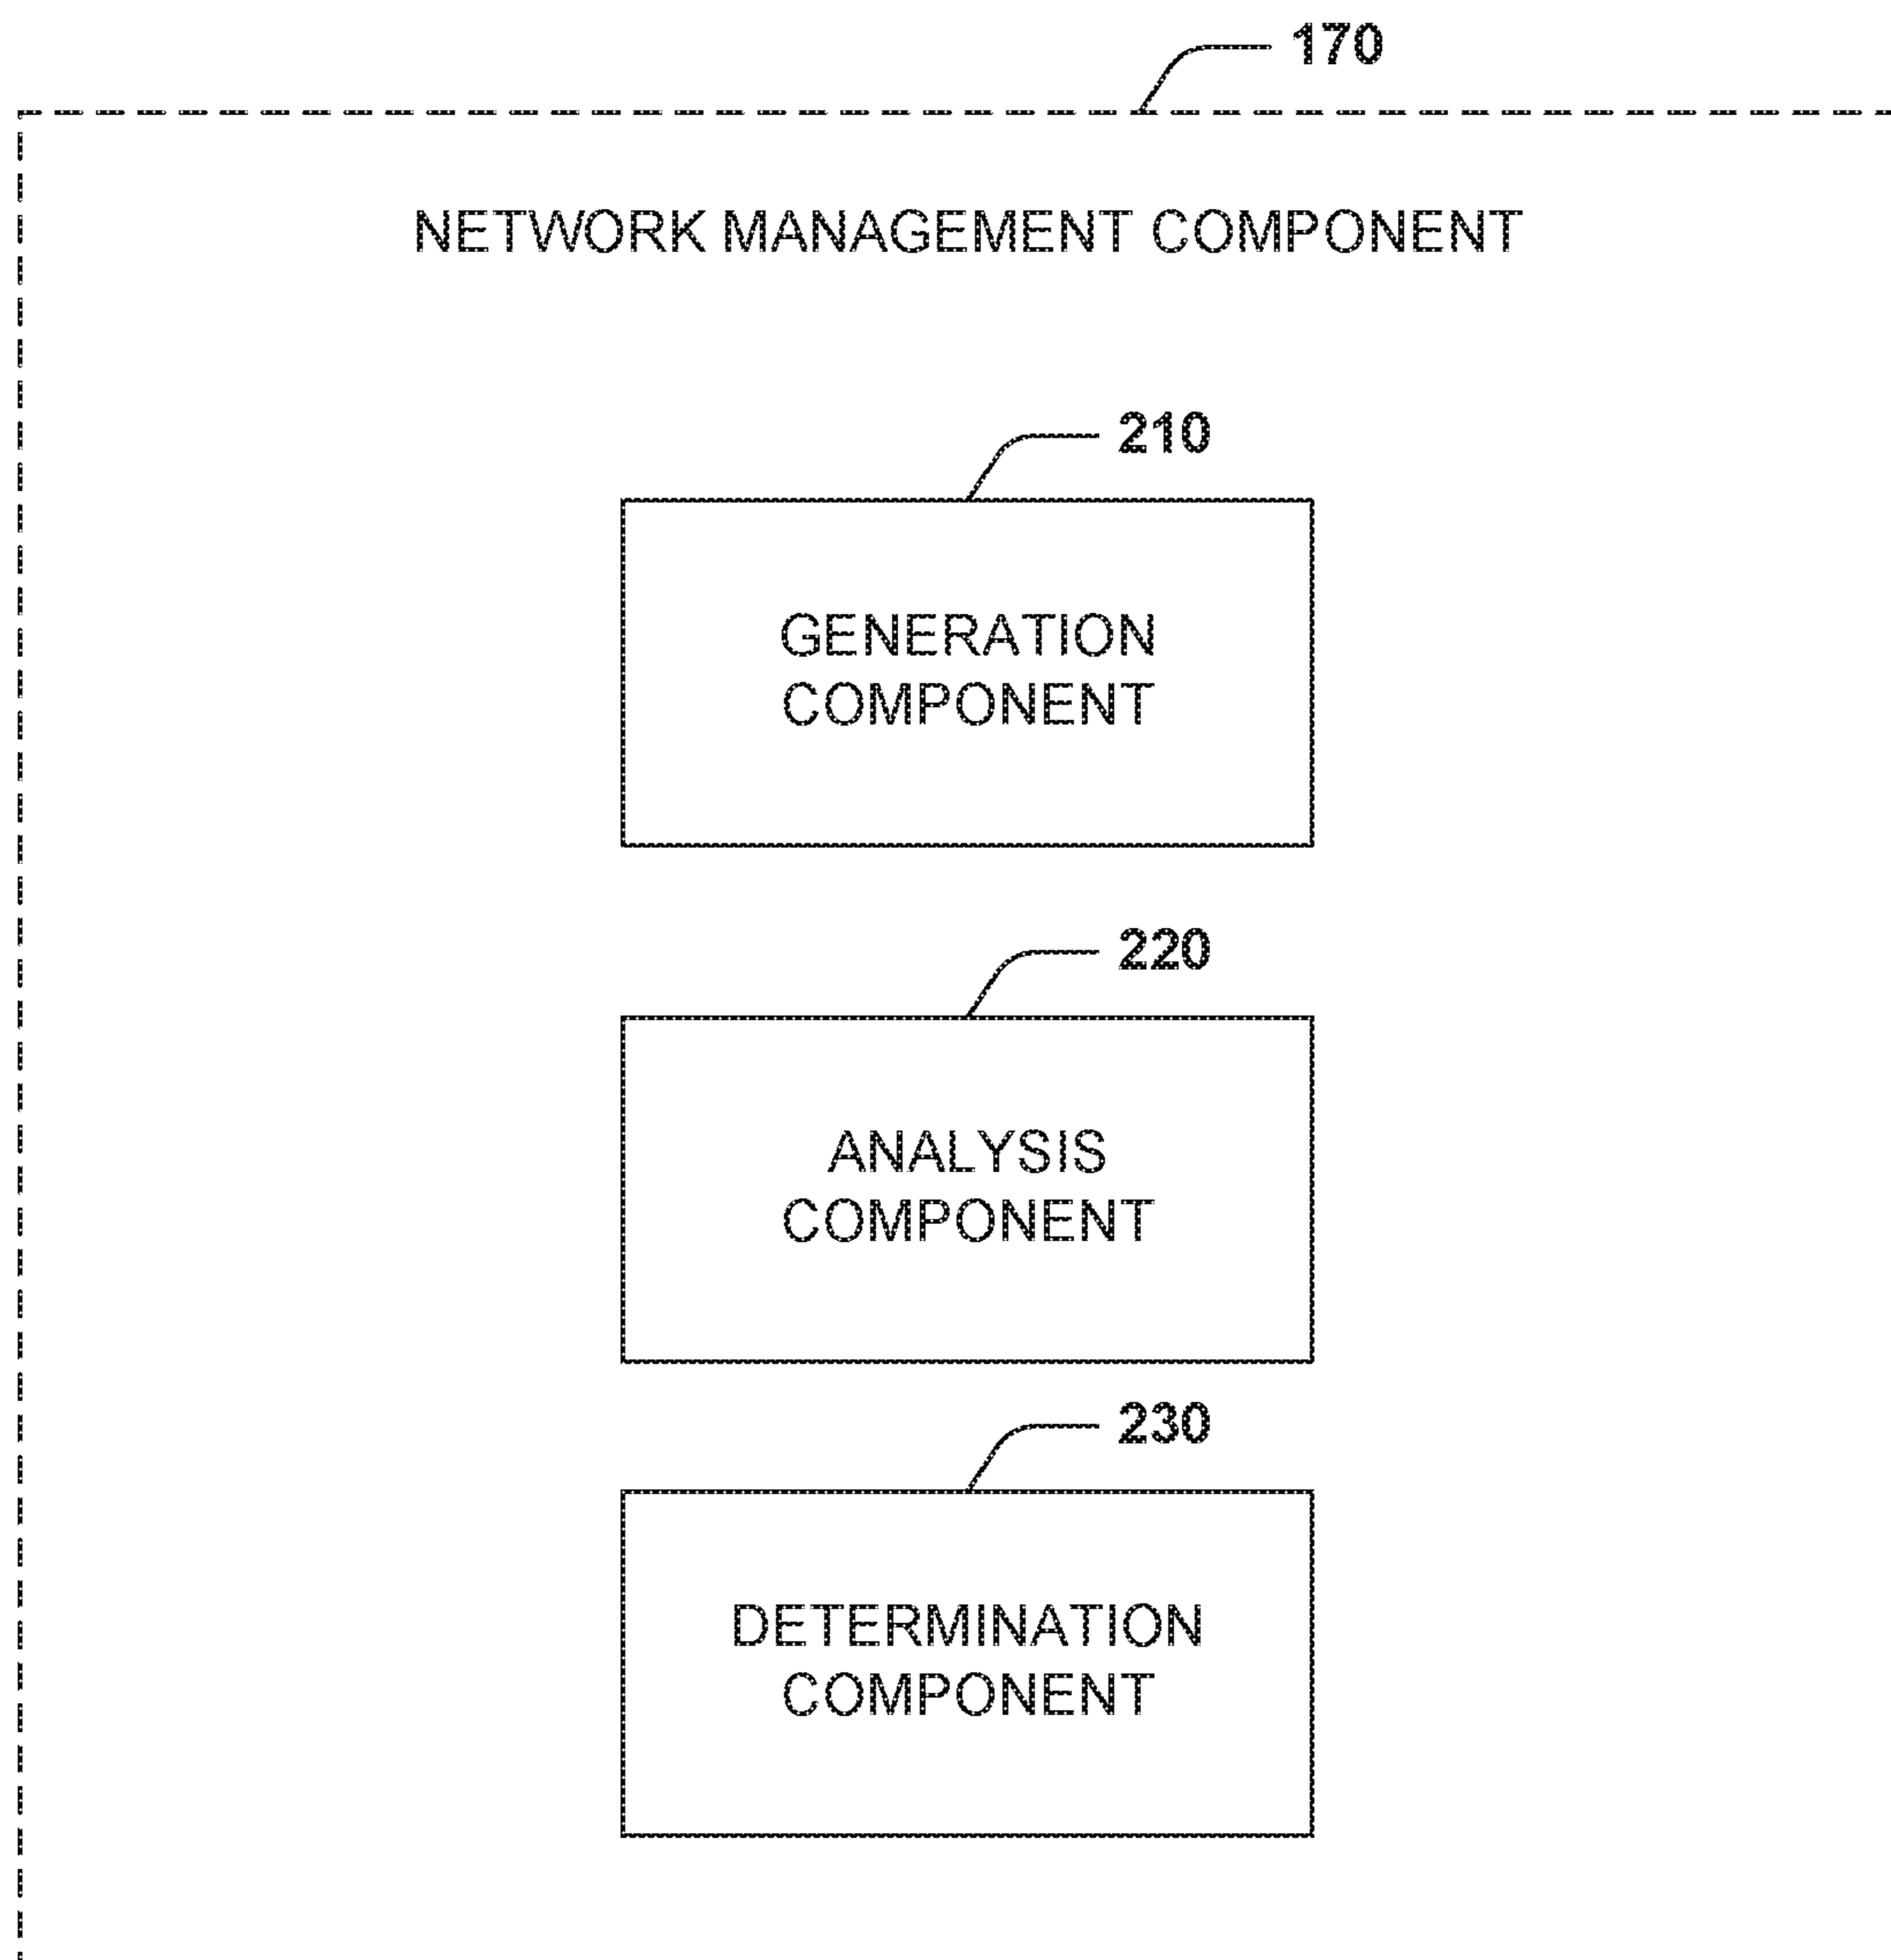 170
NETWORK MANAGEMENT COMPONENT
210
GENERATION
COMPONENT
220
ANALYSIS
COMPONENT
230
DETERMINATION
COMPONENT